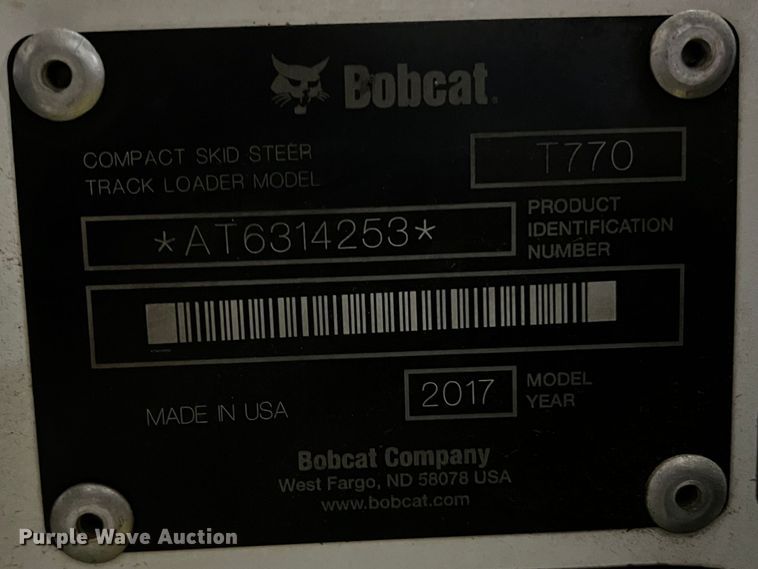 Bobcat.
COMPACT SKID STEER
TRACK LOADER MODEL
T770
*AT6314253*
PRODUCT
IDENTIFICATION
NUMBER
MADE IN USA
2017
MODEL
YEAR
Bobcat Company
West Fargo, ND 58078 USA
www.bobcat.com
Purple Wave Auction